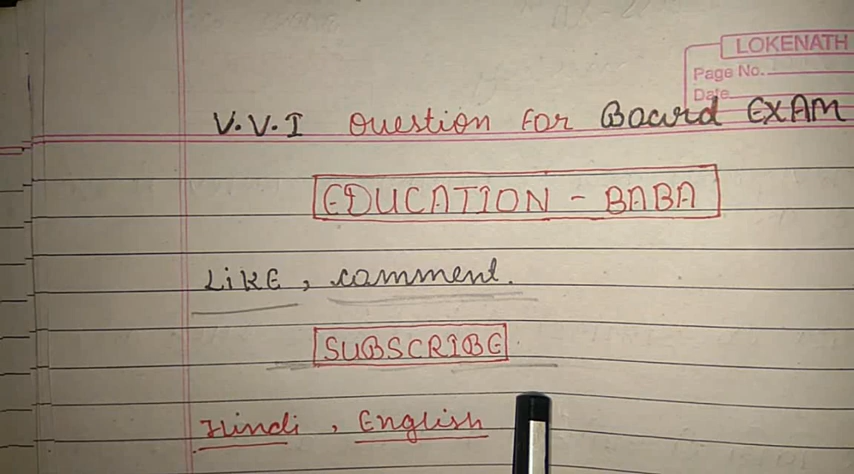 LOKENATH
Page No.
Date
V.V.I Question For Board EXAM
EDUCATION - BABA
LiKE, comment.
SUBSCRIBE
Hindi, English